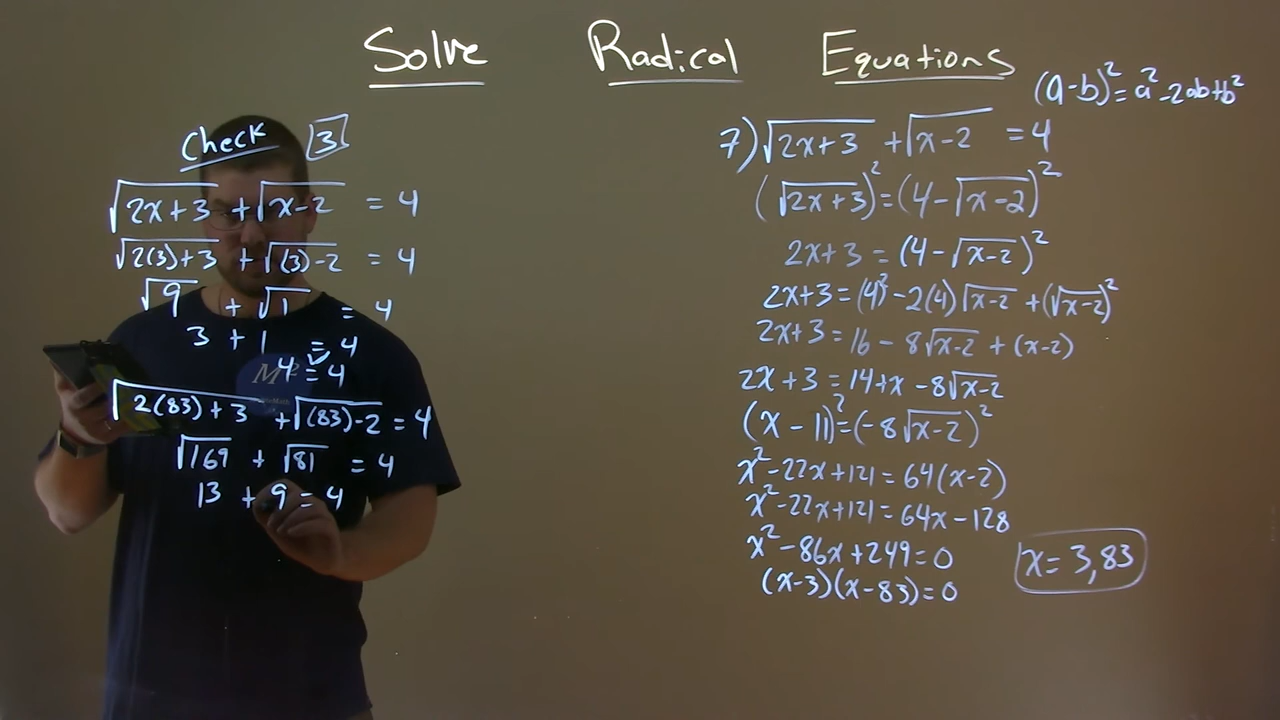 Solve Radical Equations
(a-b)² = a² - 2ab + b²
Check 3
√(2x+3) + √(x-2) = 4
√(2(3)+3) + √((3)-2) = 4
√9 + √1 = 4
3 + 1 = 4
4 = 4
√(2(83)+3) + √((83)-2) = 4
√169 + √81 = 4
13 + 9 = 4
7) √(2x+3) + √(x-2) = 4
(√(2x+3))² = (4-√(x-2))²
2x+3 = (4-√(x-2))²
2x+3 = (4)² - 2(4)√(x-2) + (√(x-2))²
2x+3 = 16 - 8√(x-2) + (x-2)
2x+3 = 14+x-8√(x-2)
(x-11)² = (-8√(x-2))²
x²-22x+121 = 64(x-2)
x²-22x+121 = 64x-128
x²-86x+249 = 0
(x-3)(x-83) = 0
x = 3,83